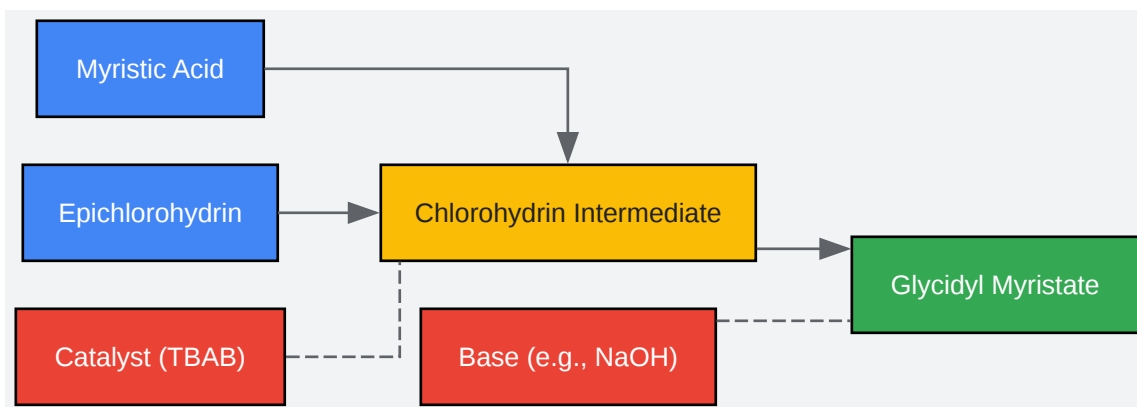 Myristic Acid
Epichlorohydrin
Chlorohydrin Intermediate
Glycidyl Myristate
Catalyst (TBAB)
Base (e.g., NaOH)